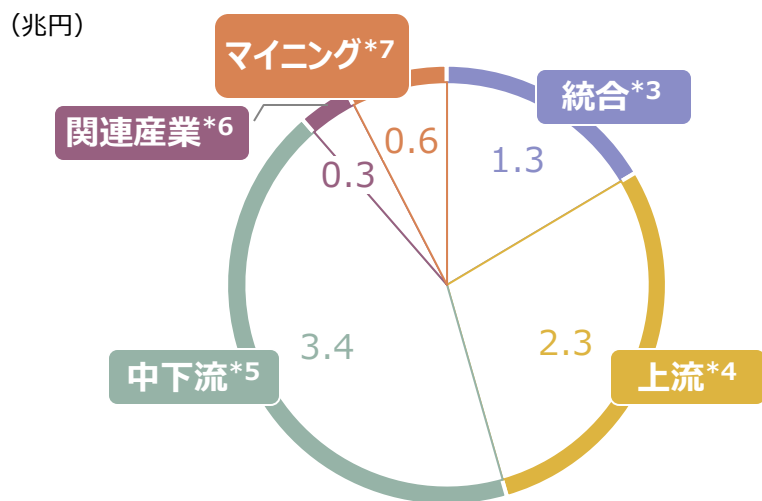 （兆円）
マイニング*7
統合*3
関連産業*6
0.6
1.3
0.3
3.4
2.3
中下流*5
上流*4